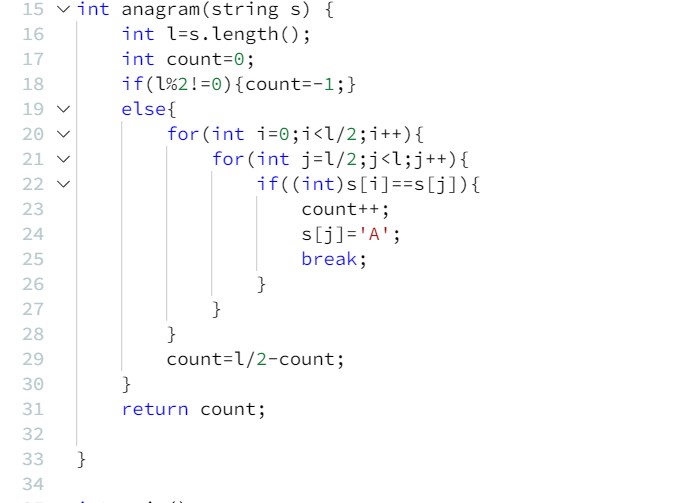 15 int anagram(string s) {
16     int l=s.length();
17     int count=0;
18     if(l%2!=0){count=-1;}
19     else{
20         for(int i=0;i<l/2;i++){
21             for(int j=l/2;j<l;j++){
22                 if((int)s[i]==s[j]){
23                     count++;
24                     s[j]='A';
25                     break;
26                 }
27             }
28         }
29         count=l/2-count;
30     }
31     return count;
32
33 }
34